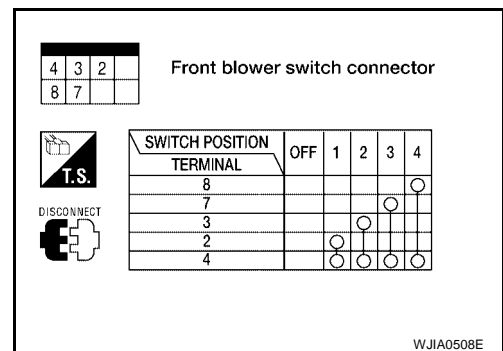 4 3 2
8 7
Front blower switch connector
T.S.
DISCONNECT
SWITCH POSITION
TERMINAL
OFF 1 2 3 4
8
7
3
2
4
WJIA0508E